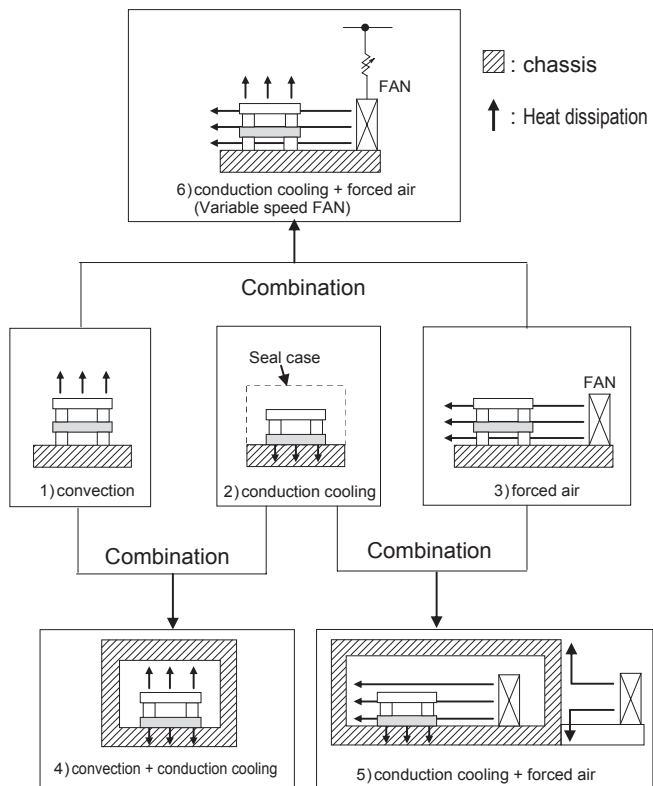 FAN
: chassis
: Heat dissipation
6) conduction cooling + forced air
(Variable speed FAN)
Combination
1) convection
Seal case
2) conduction cooling
FAN
3) forced air
Combination
Combination
4) convection + conduction cooling
5) conduction cooling + forced air